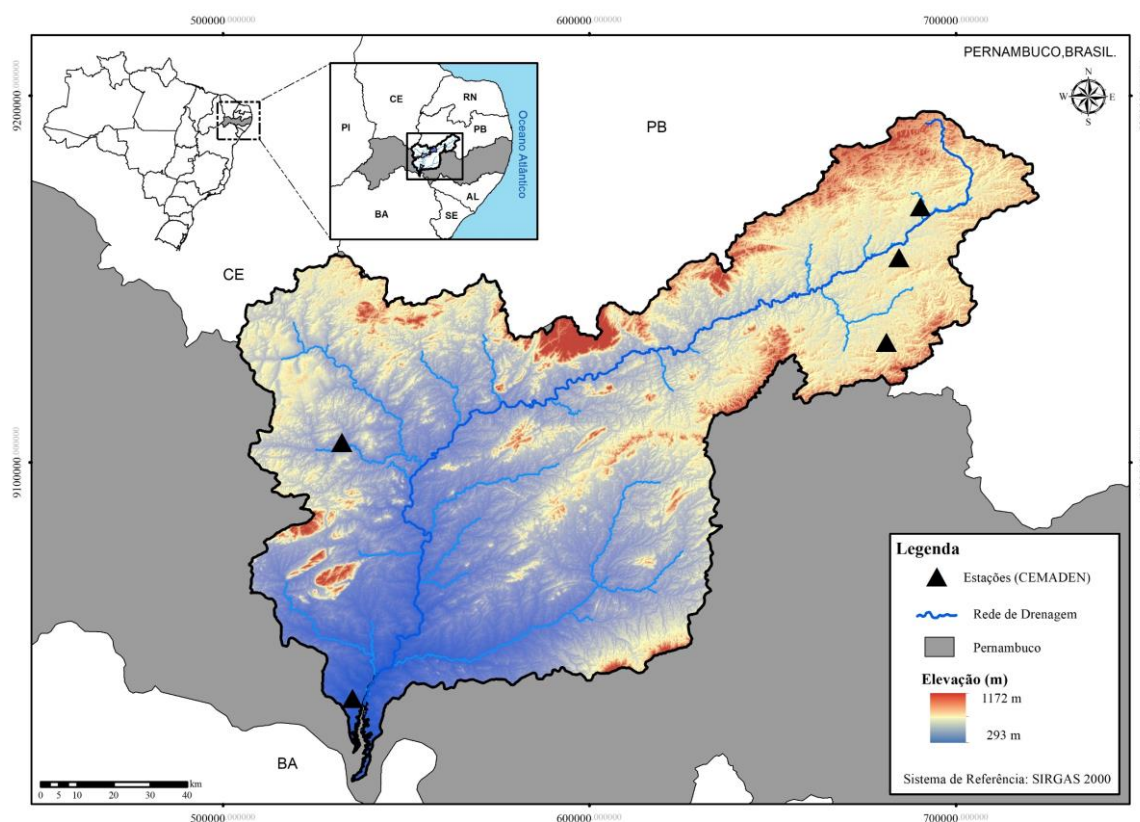 500000,000000
600000,000000
700000,000000
PERNAMBUCO,BRASIL.
N
W
E
S
9200000,000000
CE
RN
PI
PB
Oceano Atlântico
AL
BA
SE
PB
CE
9100000,000000
BA
Legenda
Estações (CEMADEN)
Rede de Drenagem
Pernambuco
Elevação (m)
1172 m
293 m
Sistema de Referência: SIRGAS 2000
km
0 5 10 20 30 40
500000,000000
600000,000000
700000,000000